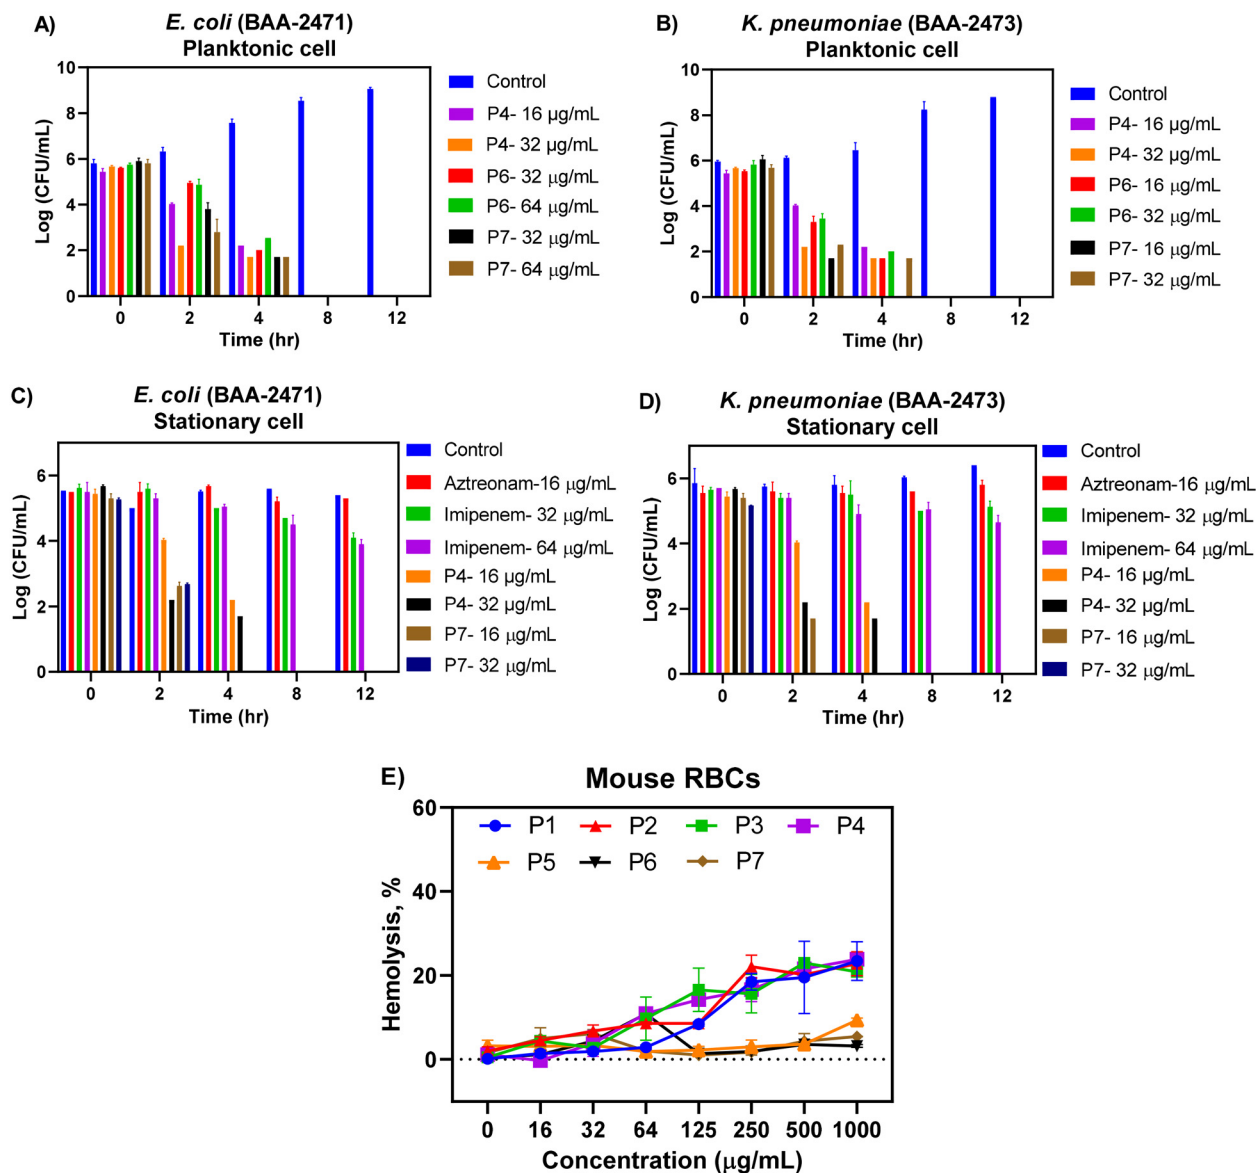 A)
E. coli (BAA-2471)
Planktonic cell
10
8
6
4
2
0
Log (CFU/mL)
0 2 4 8 12
Time (hr)
Control
P4- 16 µg/mL
P4- 32 µg/mL
P6- 32 µg/mL
P6- 64 µg/mL
P7- 32 µg/mL
P7- 64 µg/mL
B)
K. pneumoniae (BAA-2473)
Planktonic cell
10
8
6
4
2
0
Log (CFU/mL)
0 2 4 8 12
Time (hr)
Control
P4- 16 µg/mL
P4- 32 µg/mL
P6- 16 µg/mL
P6- 32 µg/mL
P7- 16 µg/mL
P7- 32 µg/mL
C)
E. coli (BAA-2471)
Stationary cell
6
4
2
0
Log (CFU/mL)
0 2 4 8 12
Time (hr)
Control
Aztreonam-16 µg/mL
Imipenem- 32 µg/mL
Imipenem- 64 µg/mL
P4- 16 µg/mL
P4- 32 µg/mL
P7- 16 µg/mL
P7- 32 µg/mL
D)
K. pneumoniae (BAA-2473)
Stationary cell
6
4
2
0
Log (CFU/mL)
0 2 4 8 12
Time (hr)
Control
Aztreonam-16 µg/mL
Imipenem- 32 µg/mL
Imipenem- 64 µg/mL
P4- 16 µg/mL
P4- 32 µg/mL
P7- 16 µg/mL
P7- 32 µg/mL
E)
Mouse RBCs
P1 P2 P3 P4
P5 P6 P7
60
40
20
0
Hemolysis, %
0 16 32 64 125 250 500 1000
Concentration (µg/mL)